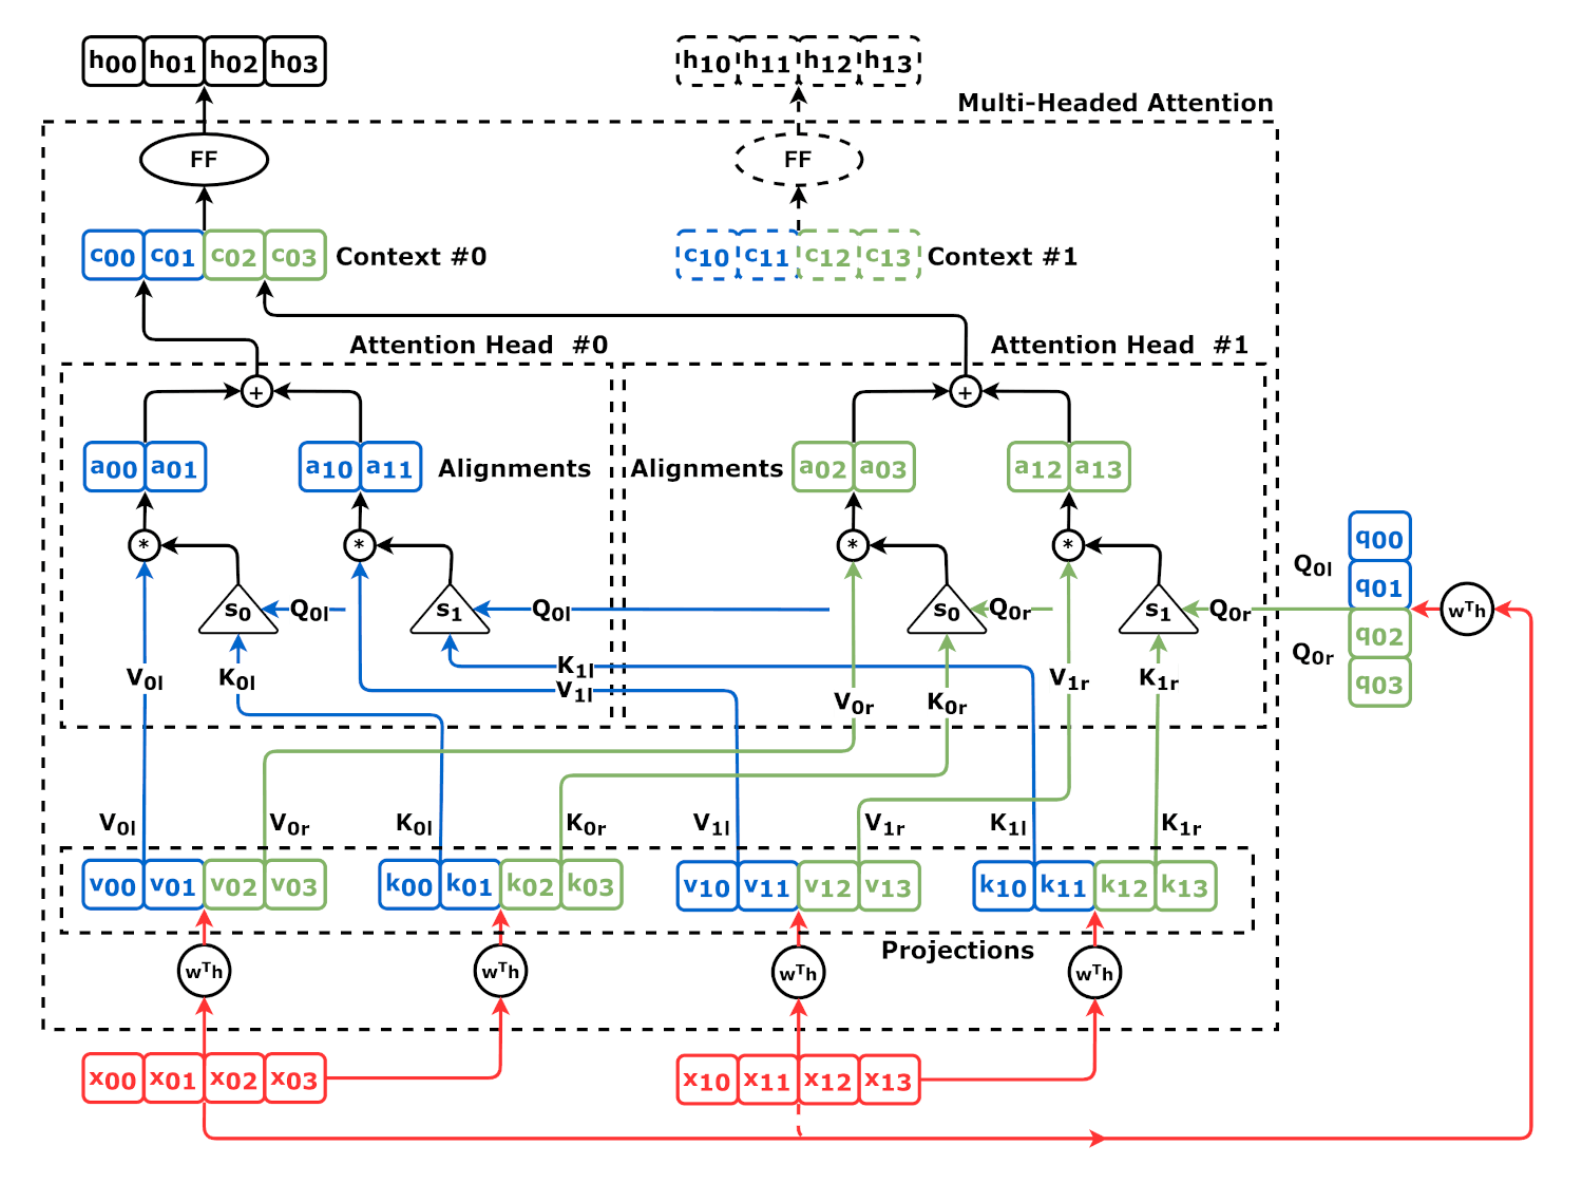 h00 h01 h02 h03 h10 h11 h12 h13
Multi-Headed Attention
FF FF
c00 c01 c02 c03 Context #0 c10 c11 c12 c13 Context #1
Attention Head #0 Attention Head #1
+ +
a00 a01 a10 a11 Alignments Alignments a02 a03 a12 a13
* * * *
q00
Q0l
q01
s0 Q0l s1 Q0l s0 Q0r s1 Q0r wTh
q02
Q0r
q03
K1l
V0l K0l V1r K1r
V1l
V0r K0r
V0l V0r K0l K0r V1l V1r K1l K1r
v00 v01 v02 v03 k00 k01 k02 k03 v10 v11 v12 v13 k10 k11 k12 k13
Projections
wTh wTh wTh wTh
x00 x01 x02 x03 x10 x11 x12 x13